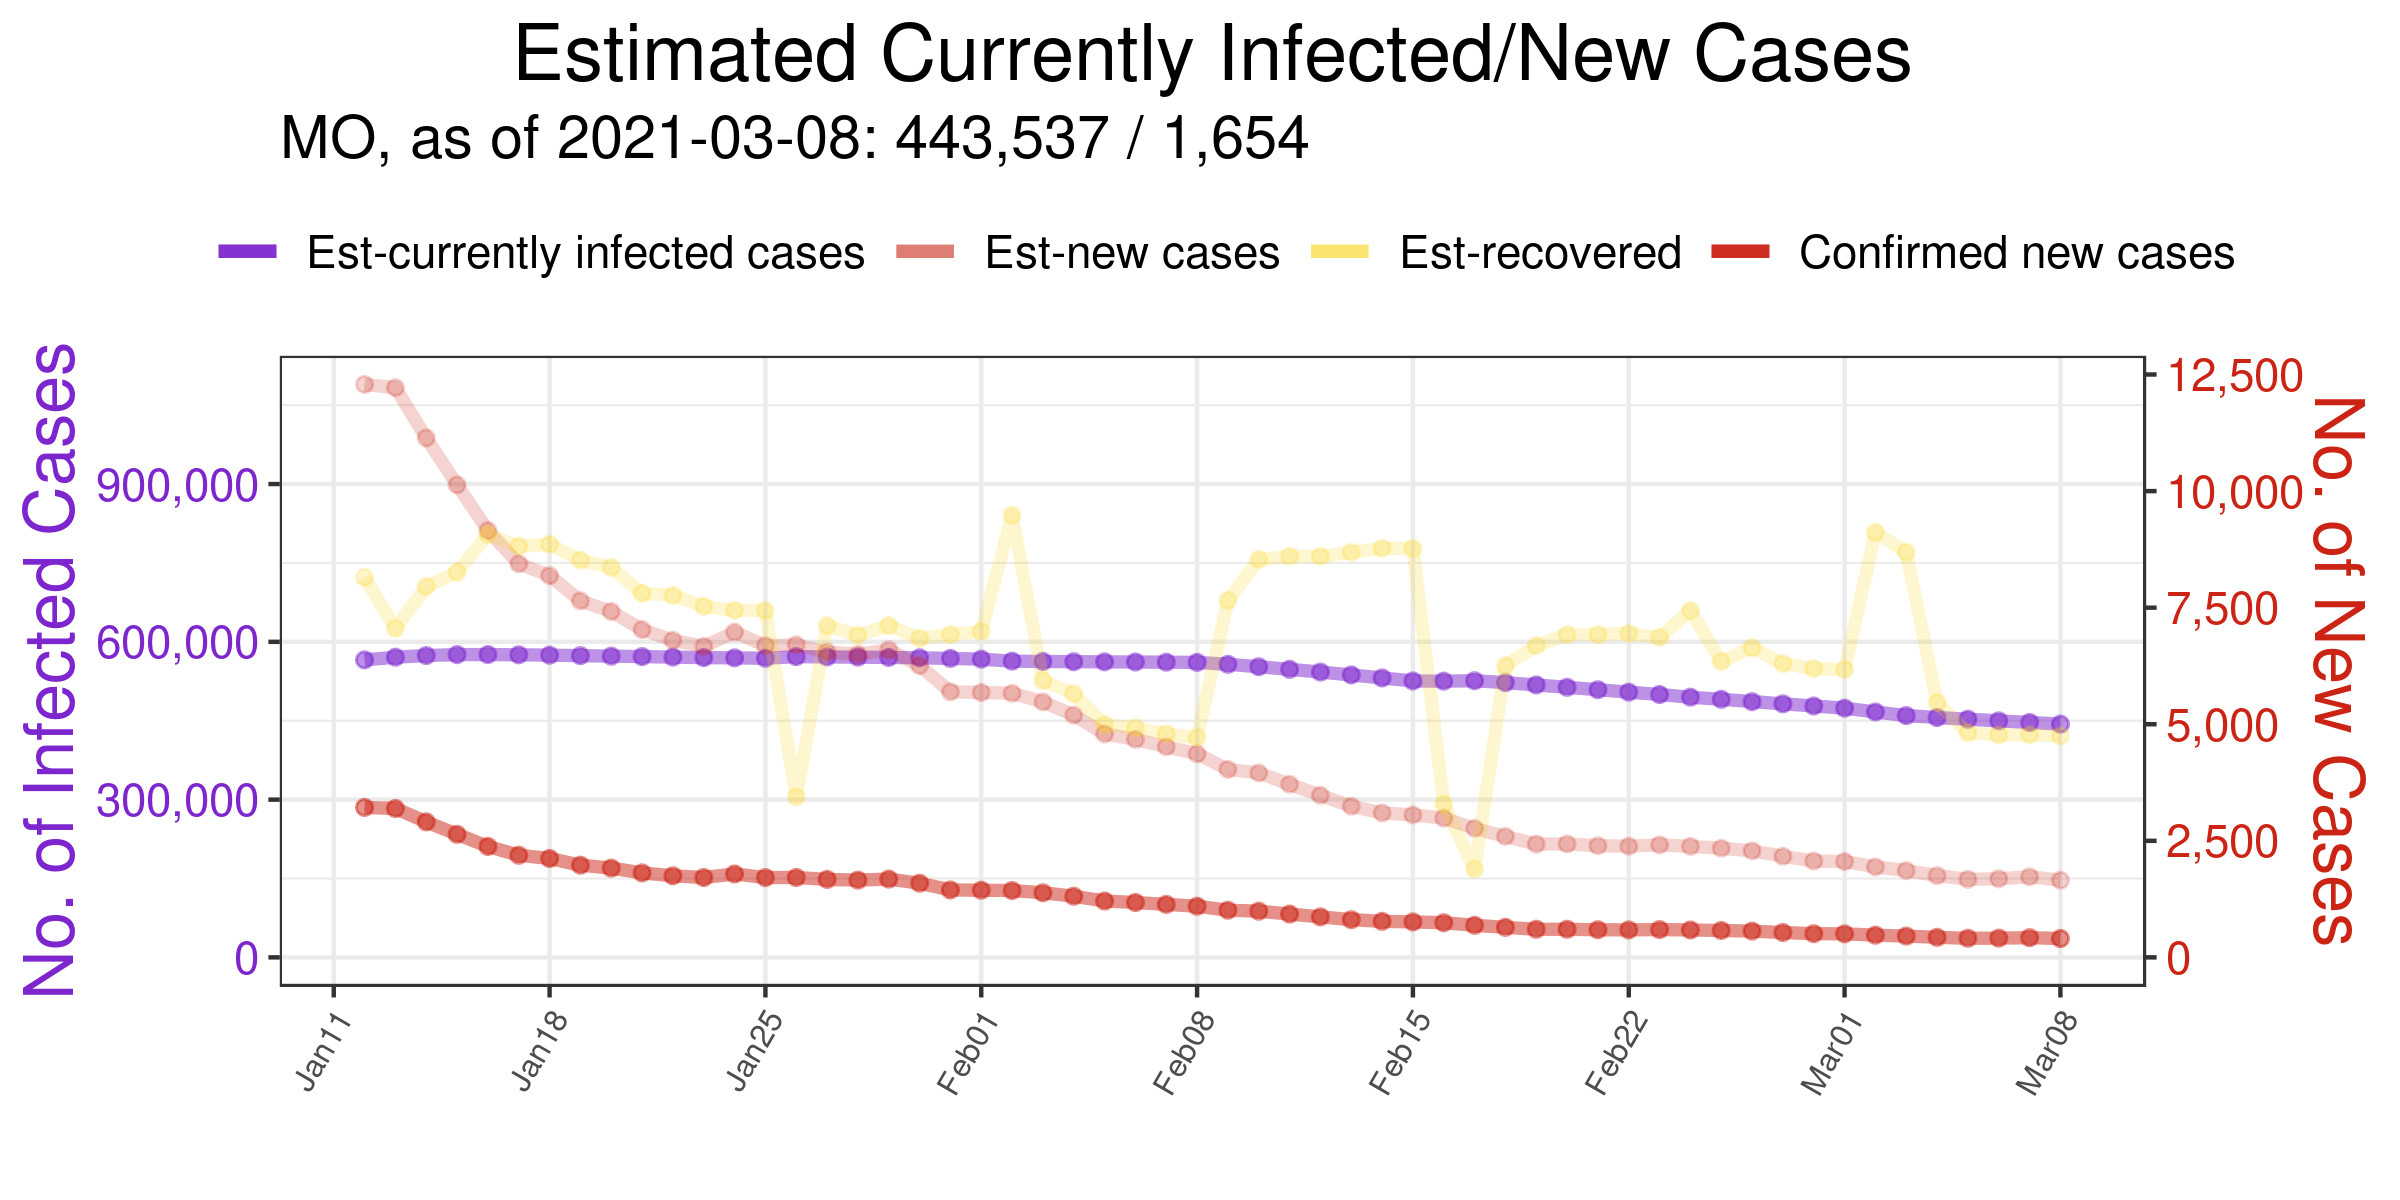 Estimated Currently Infected/New Cases
MO, as of 2021-03-08: 443,537 / 1,654
Est-currently infected cases Est-new cases Est-recovered Confirmed new cases
No. of Infected Cases
900,000
600,000
300,000
0
12,500
10,000
7,500
5,000
2,500
0
No. of New Cases
Jan11 Jan18 Jan25 Feb01 Feb08 Feb15 Feb22 Mar01 Mar08